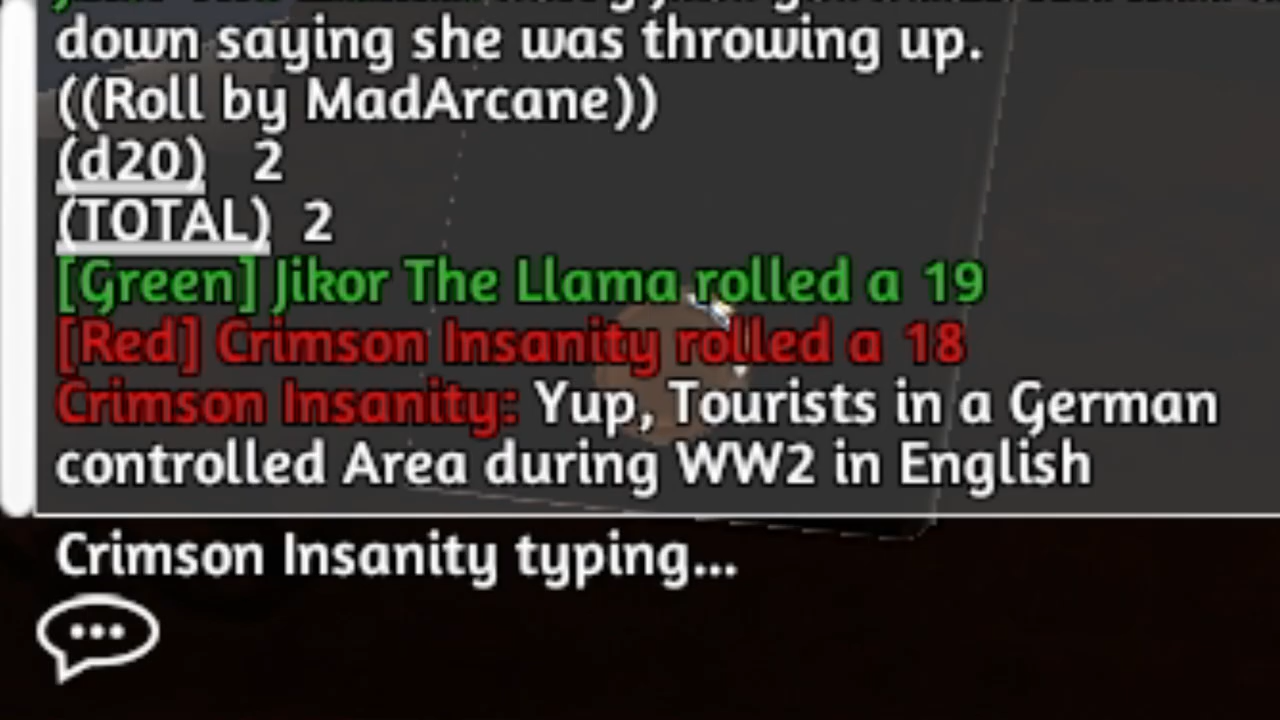 down saying she was throwing up.
((Roll by MadArcane))
(d20) 2
(TOTAL) 2
[Green] Jikor The Llama rolled a 19
[Red] Crimson Insanity rolled a 18
Crimson Insanity: Yup, Tourists in a German
controlled Area during WW2 in English
Crimson Insanity typing...